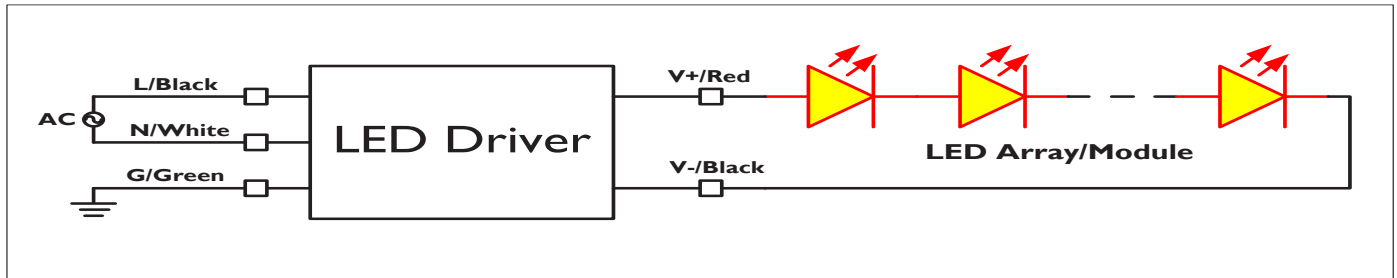 L/Black
AC
N/White
G/Green
LED Driver
V+/Red
V-/Black
LED Array/Module